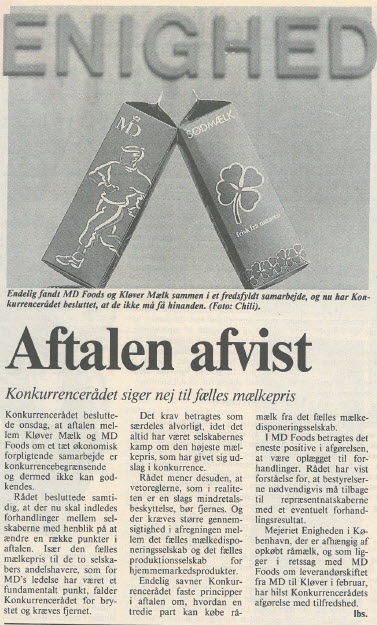 ENIGHED
MD
SØDMÆLK
frisk fra naturen
Endelig fandt MD Foods og Kløver Mælk sammen i et fredsfyldt samarbejde, og nu har Kon-
kurrencerådet besluttet, at de ikke må få hinanden. (Foto: Chili).
Aftalen afvist
Konkurrencerådet siger nej til fælles mælkepris
Konkurrencerådet beslutte-
de onsdag, at aftalen mel-
lem Kløver Mælk og MD
Foods om et tæt økonomisk
forpligtende samarbejde er
konkurrencebegrænsende
og dermed ikke kan god-
kendes.
Rådet besluttede samti-
dig, at der nu skal indledes
forhandlinger mellem sel-
skaberne med henblik på at
ændre en række punkter i
aftalen. Især den fælles
mælkepris til de to selska-
bers andelshavere, som for
MD's ledelse har været et
fundamentalt punkt, falder
Konkurrencerådet for bry-
stet og kræves fjernet.
Det krav betragtes som
særdeles alvorligt, idet det
altid har været selskabernes
kamp om den højeste mæl-
kepris, som har givet sig ud-
slag i konkurrence.
Rådet mener desuden, at
vetoreglerne, som i realite-
ten er en slags mindretals-
beskyttelse, bør fjernes. Og
der kræves større gennem-
sigtighed i afregningen mel-
lem det fælles mælkedispo-
neringsselskab og det fælles
produktionsselskab for
hjemmemarkedsprodukter.
Endelig savner Konkur-
rencerådet faste principper
i aftalen om, hvordan en
tredie part kan købe rå-
mælk fra det fælles mælke-
disponeringsselskab.
I MD Foods betragtes det
eneste positive i afgørelsen,
at være oplægget til for-
handling. Rådet har vist
forståelse for, at bestyrelser-
ne nødvendigvis må tilbage
til repræsentantskaberne
med et eventuelt forhand-
lingsresultat.
Mejeriet Enigheden i Kø-
benhavn, der er afhængig af
opkøbt råmælk, og som lig-
ger i retssag med MD
Foods om leverandørskiftet
fra MD til Kløver i februar,
har hilst Konkurrencerådets
afgørelse med tilfredshed.
lbs.